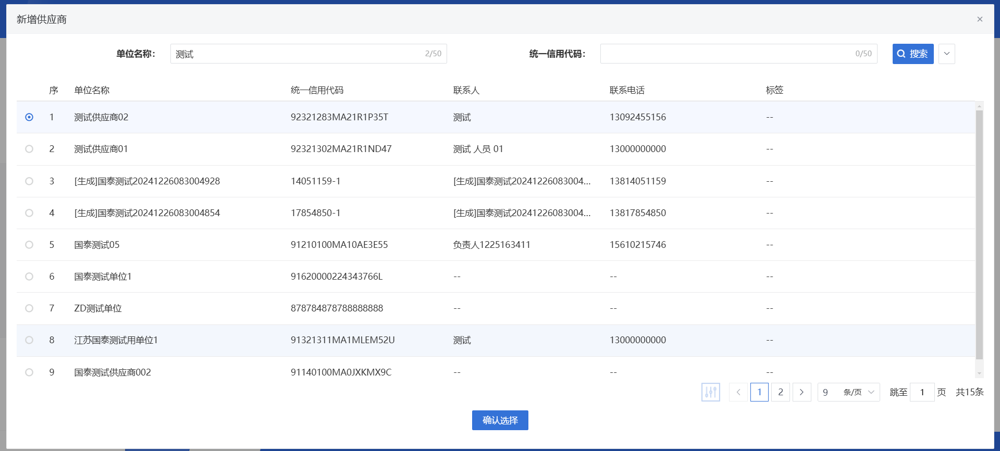 新增供应商
单位名称： 测试 2/50 统一信用代码： 0/50 搜索
序 单位名称 统一信用代码 联系人 联系电话 标签
1 测试供应商02 92321283MA21R1P35T 测试 13092455156 --
2 测试供应商01 92321302MA21R1ND47 测试 人员 01 13000000000 --
3 [生成]国泰测试20241226083004928 14051159-1 [生成]国泰测试20241226083004... 13814051159 --
4 [生成]国泰测试20241226083004854 17854850-1 [生成]国泰测试20241226083004... 13817854850 --
5 国泰测试05 91210100MA10AE3E55 负责人1225163411 15610215746 --
6 国泰测试单位1 91620000224343766L -- -- --
7 ZD测试单位 878784878788888888 -- -- --
8 江苏国泰测试用单位1 91321311MA1MLEM52U 测试 13000000000 --
9 国泰测试供应商002 91140100MA0JXKMX9C -- -- --
1 2 9 条/页 跳至 1 页 共15条
确认选择